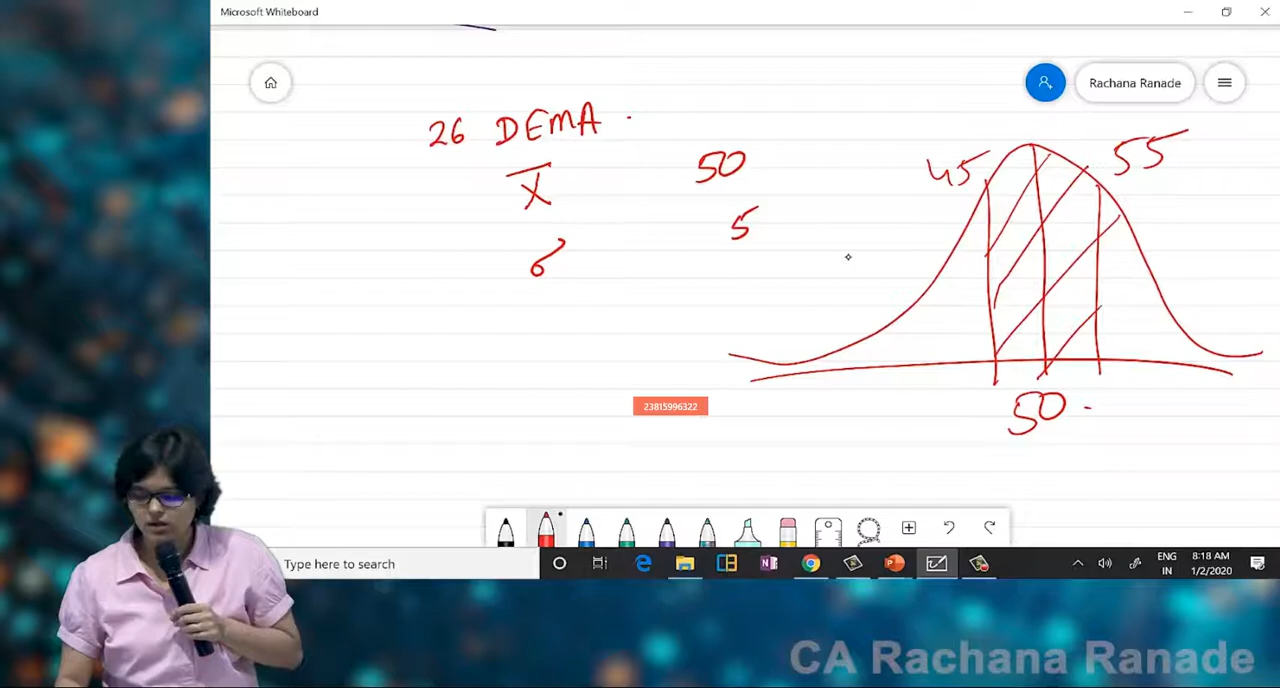 Microsoft Whiteboard
Rachana Ranade
26 DEMA
X̅ 50
σ 5
45 55
50
23815996322
Type here to search
ENG 8:18 AM
IN 1/2/2020
CA Rachana Ranade